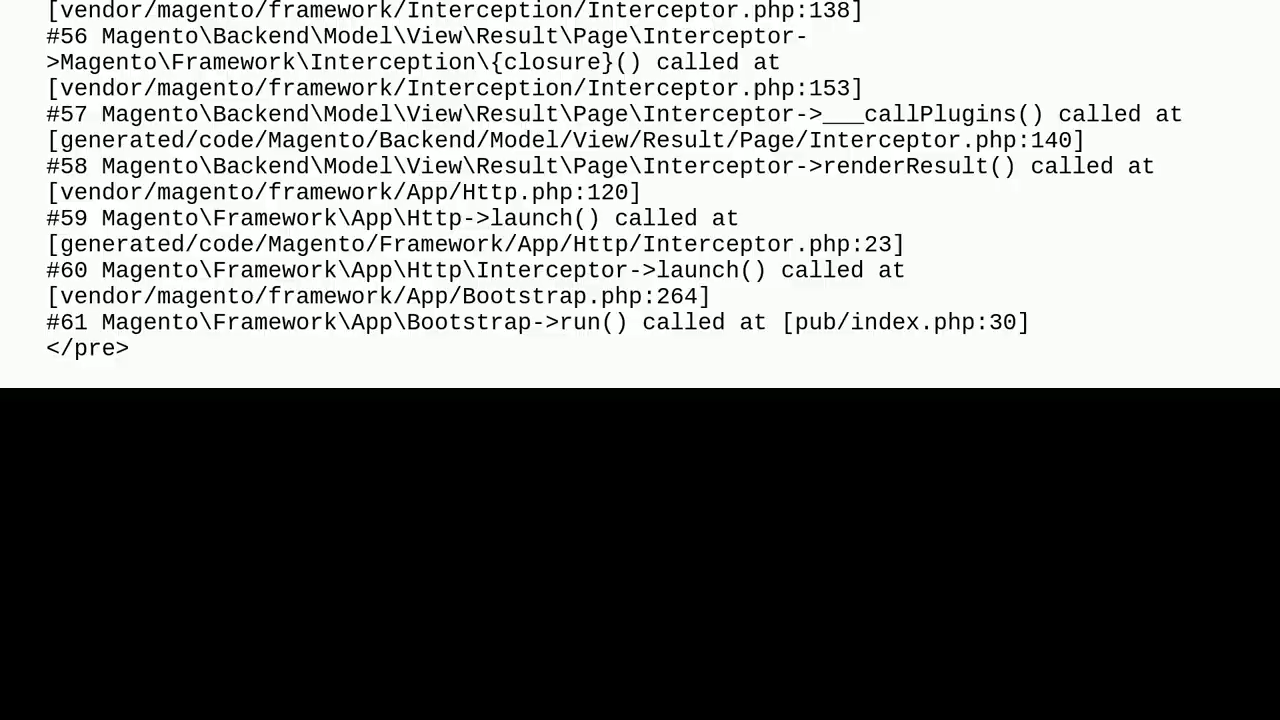 [vendor/magento/framework/Interception/Interceptor.php:138]
#56 Magento\Backend\Model\View\Result\Page\Interceptor-
>Magento\Framework\Interception\{closure}() called at
[vendor/magento/framework/Interception/Interceptor.php:153]
#57 Magento\Backend\Model\View\Result\Page\Interceptor->___callPlugins() called at
[generated/code/Magento/Backend/Model/View/Result/Page/Interceptor.php:140]
#58 Magento\Backend\Model\View\Result\Page\Interceptor->renderResult() called at
[vendor/magento/framework/App/Http.php:120]
#59 Magento\Framework\App\Http->launch() called at
[generated/code/Magento/Framework/App/Http/Interceptor.php:23]
#60 Magento\Framework\App\Http\Interceptor->launch() called at
[vendor/magento/framework/App/Bootstrap.php:264]
#61 Magento\Framework\App\Bootstrap->run() called at [pub/index.php:30]
</pre>